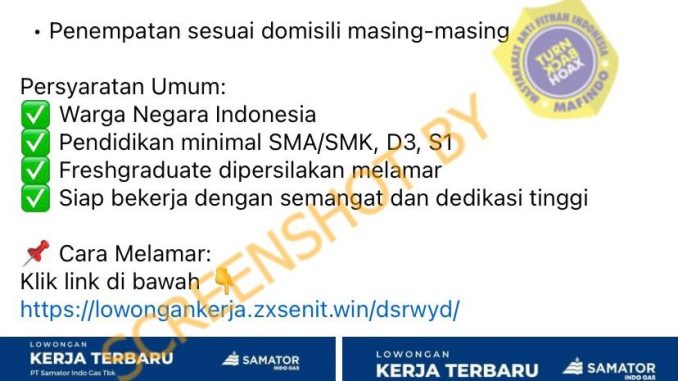 • Penempatan sesuai domisili masing-masing
Persyaratan Umum:
✅ Warga Negara Indonesia
✅ Pendidikan minimal SMA/SMK, D3, S1
✅ Freshgraduate dipersilakan melamar
✅ Siap bekerja dengan semangat dan dedikasi tinggi
📌 Cara Melamar:
Klik link di bawah 👇
https://lowongankerja.zxsenit.win/dsrwyd/
SCREENSHOT BY
MASYARAKAT ANTI FITNAH INDONESIA
TURN
BACK
HOAX
MAFINDO
LOWONGAN
KERJA TERBARU
PT Samator Indo Gas Tbk
SAMATOR
INDO GAS
LOWONGAN
KERJA TERBARU
SAMATOR
INDO GAS